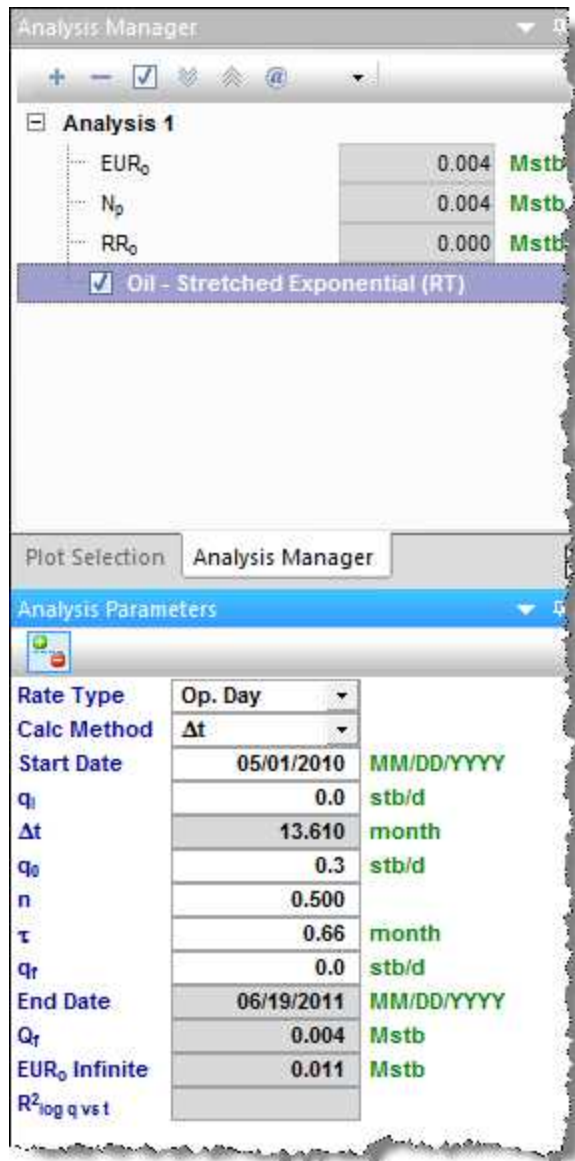 Analysis Manager
Analysis 1
EURo 0.004 Mstb
Np 0.004 Mstb
RRo 0.000 Mstb
Oil - Stretched Exponential (RT)
Plot Selection Analysis Manager
Analysis Parameters
Rate Type Op. Day
Calc Method Δt
Start Date 05/01/2010 MM/DD/YYYY
qi 0.0 stb/d
Δt 13.610 month
q0 0.3 stb/d
n 0.500
τ 0.66 month
qf 0.0 stb/d
End Date 06/19/2011 MM/DD/YYYY
Qf 0.004 Mstb
EURo Infinite 0.011 Mstb
R² log q vs t